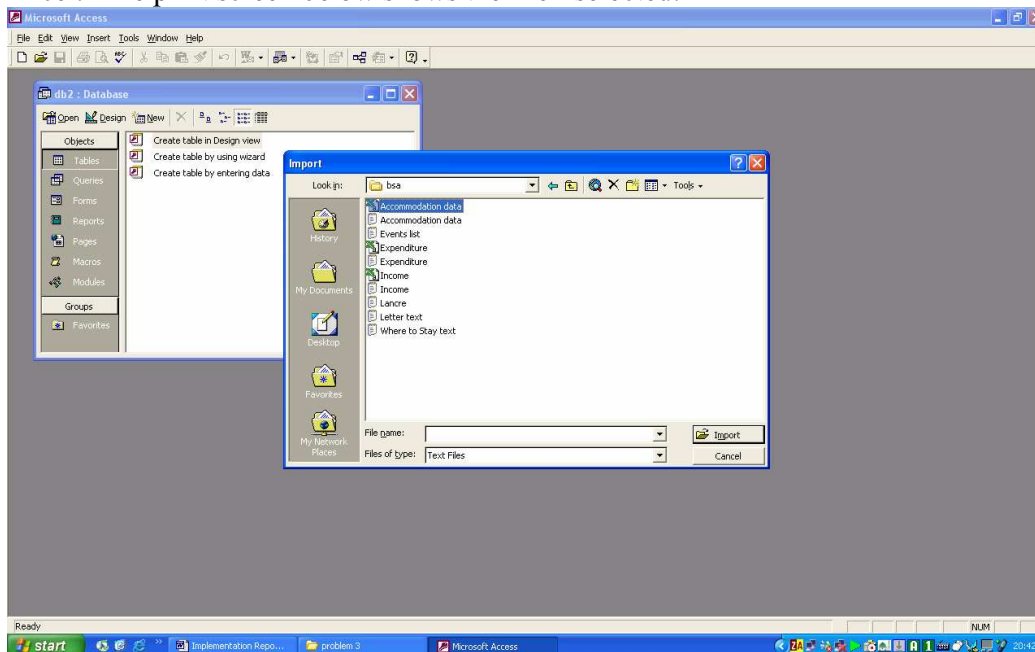 Microsoft Access
File Edit View Insert Tools Window Help
db2 : Database
Open Design New
Objects
Tables
Queries
Forms
Reports
Pages
Macros
Modules
Groups
Favorites
Create table in Design view
Create table by using wizard
Create table by entering data
Import
Look in: bsa Tools
History
My Documents
Desktop
Favorites
My Network Places
Accommodation data
Accommodation data
Events list
Expenditure
Expenditure
Income
Income
Lancre
Letter text
Where to Stay text
File name: Import
Files of type: Text Files Cancel
Ready NUM
start Implementation Repo... problem 3 Microsoft Access ZA 1